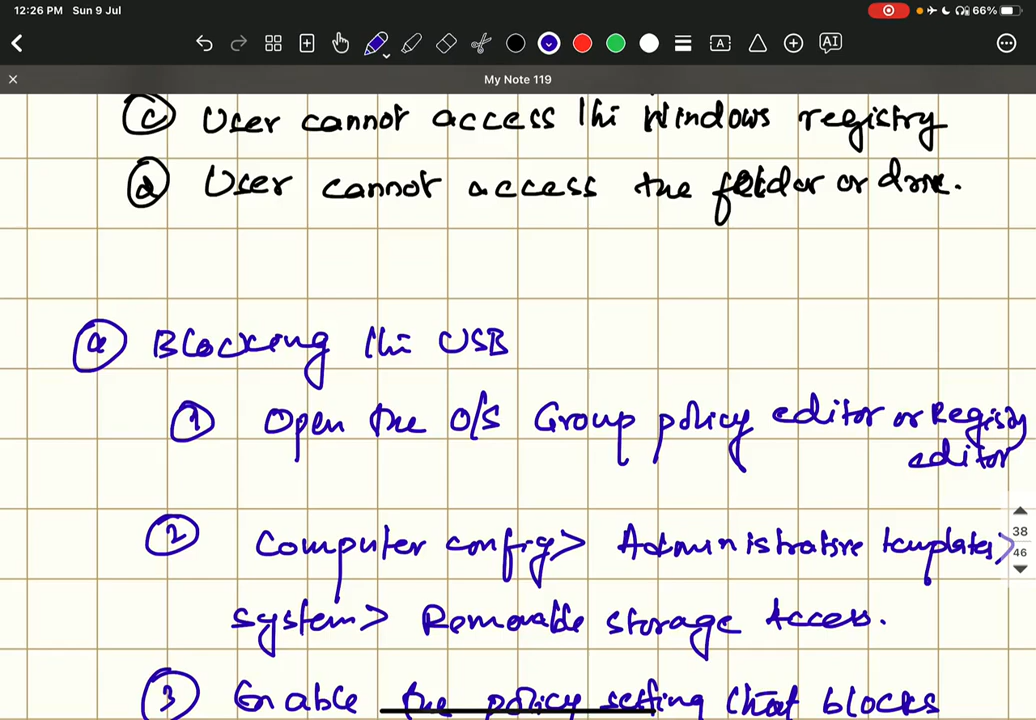 12:26 PM Sun 9 Jul
66%
A
AI
My Note 119
(c) User cannot access the Windows registry
(d) User cannot access the folder or drive.
(a) Blocking the USB
(1) Open the O/S Group policy editor or Registry
editor
(2) Computer config > Administrative templates >
system > Removable storage Access.
(3) Enable the policy setting that blocks
38
46